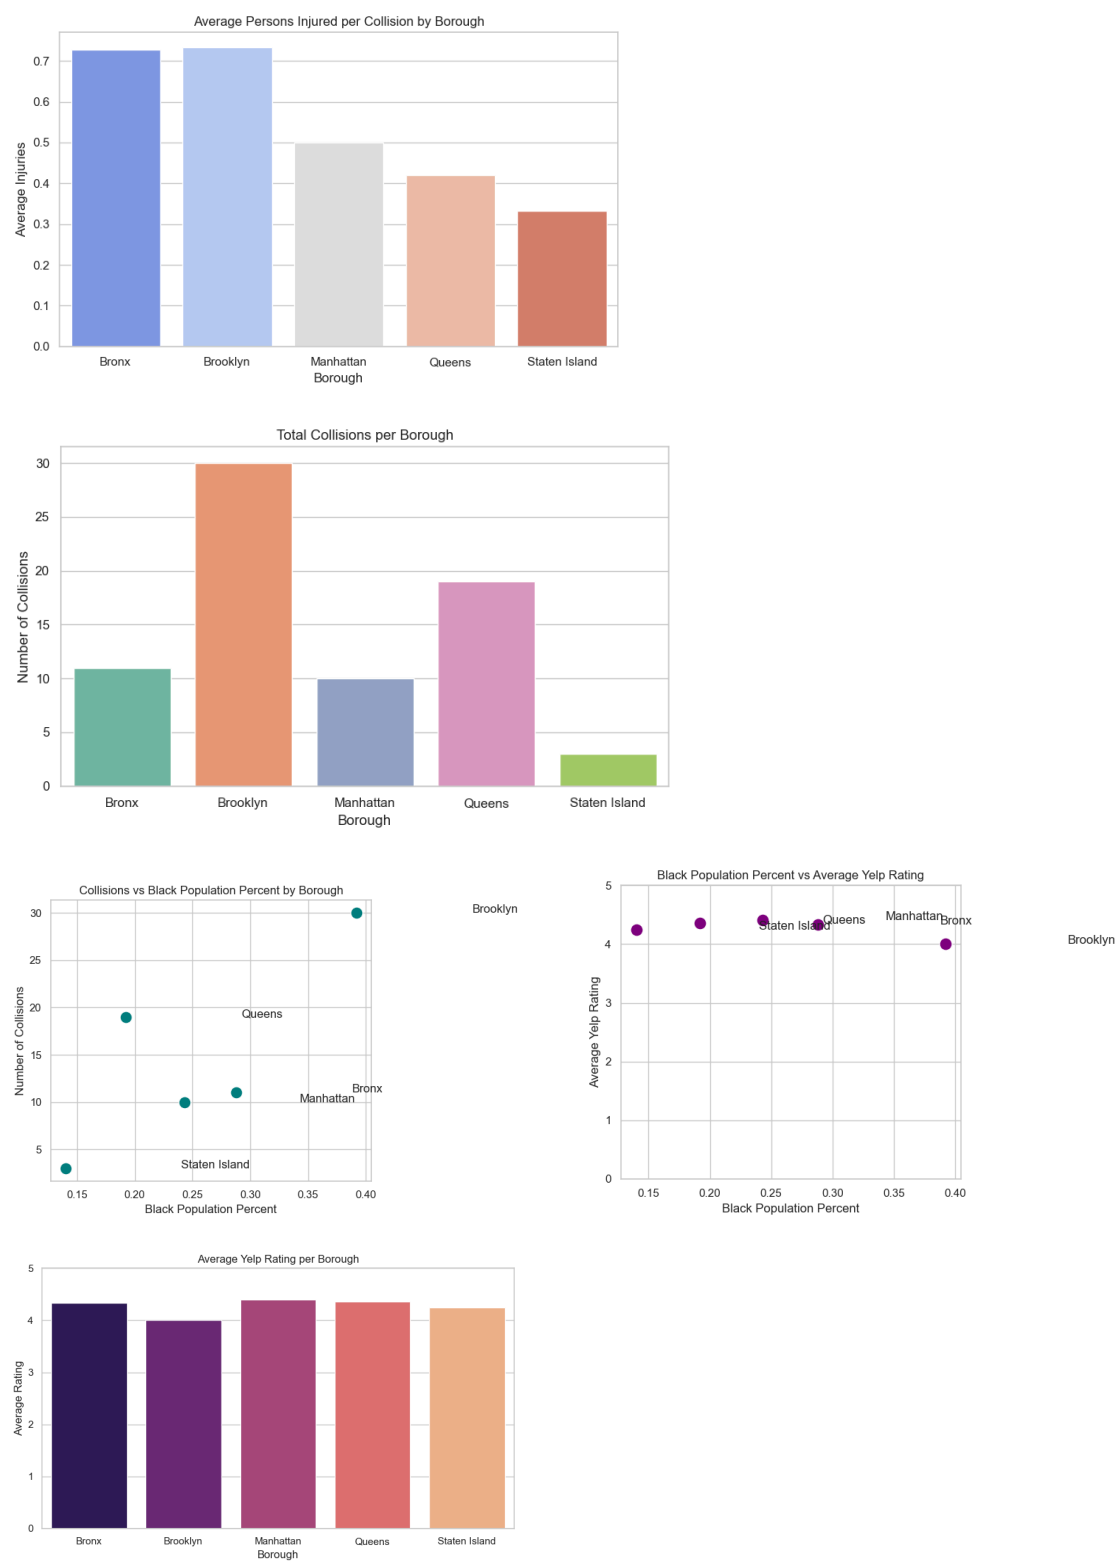 Average Persons Injured per Collision by Borough
0.7
0.6
0.5
0.4
0.3
0.2
0.1
0.0
Average Injuries
Bronx Brooklyn Manhattan Queens Staten Island
Borough
Total Collisions per Borough
30
25
20
15
10
5
0
Number of Collisions
Bronx Brooklyn Manhattan Queens Staten Island
Borough
Collisions vs Black Population Percent by Borough
30
25
20
15
10
5
Number of Collisions
Brooklyn
Queens
Bronx
Manhattan
Staten Island
0.15 0.20 0.25 0.30 0.35 0.40
Black Population Percent
Black Population Percent vs Average Yelp Rating
5
4
3
2
1
0
Average Yelp Rating
Manhattan
Queens
Bronx
Staten Island
Brooklyn
0.15 0.20 0.25 0.30 0.35 0.40
Black Population Percent
Average Yelp Rating per Borough
5
4
3
2
1
0
Average Rating
Bronx Brooklyn Manhattan Queens Staten Island
Borough